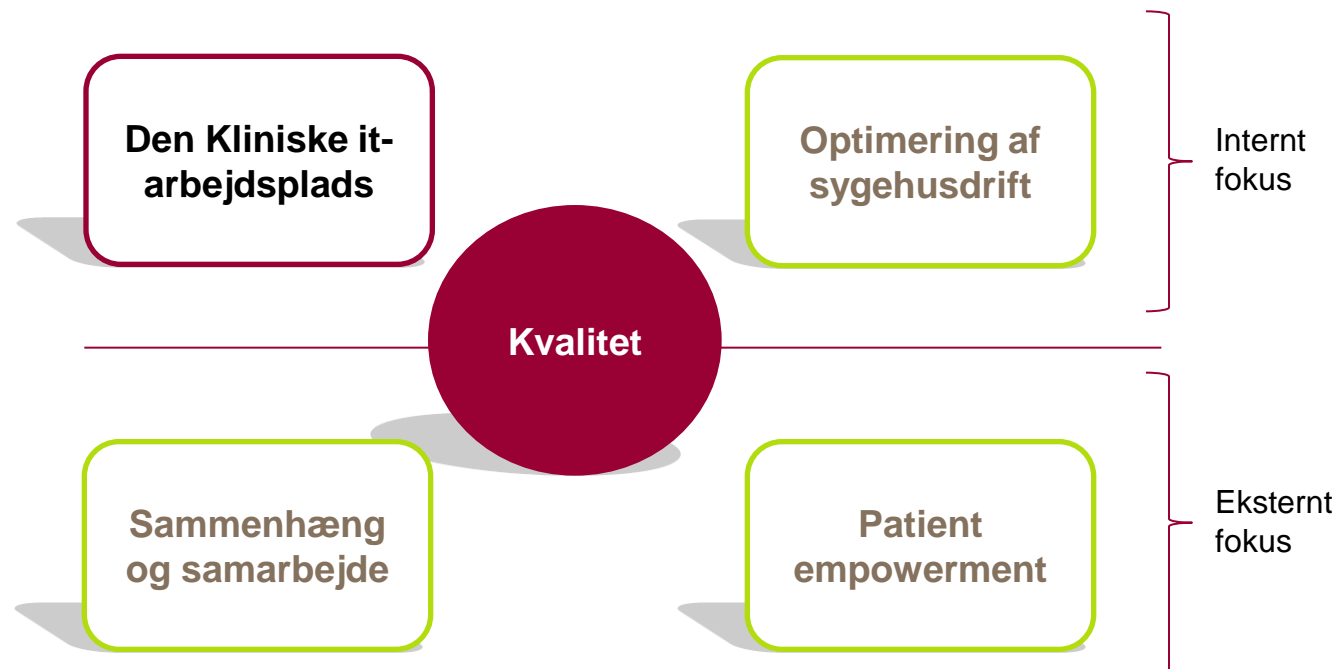 Den Kliniske it-
arbejdsplads
Optimering af
sygehusdrift
Internt
fokus
Kvalitet
Sammenhæng
og samarbejde
Patient
empowerment
Eksternt
fokus